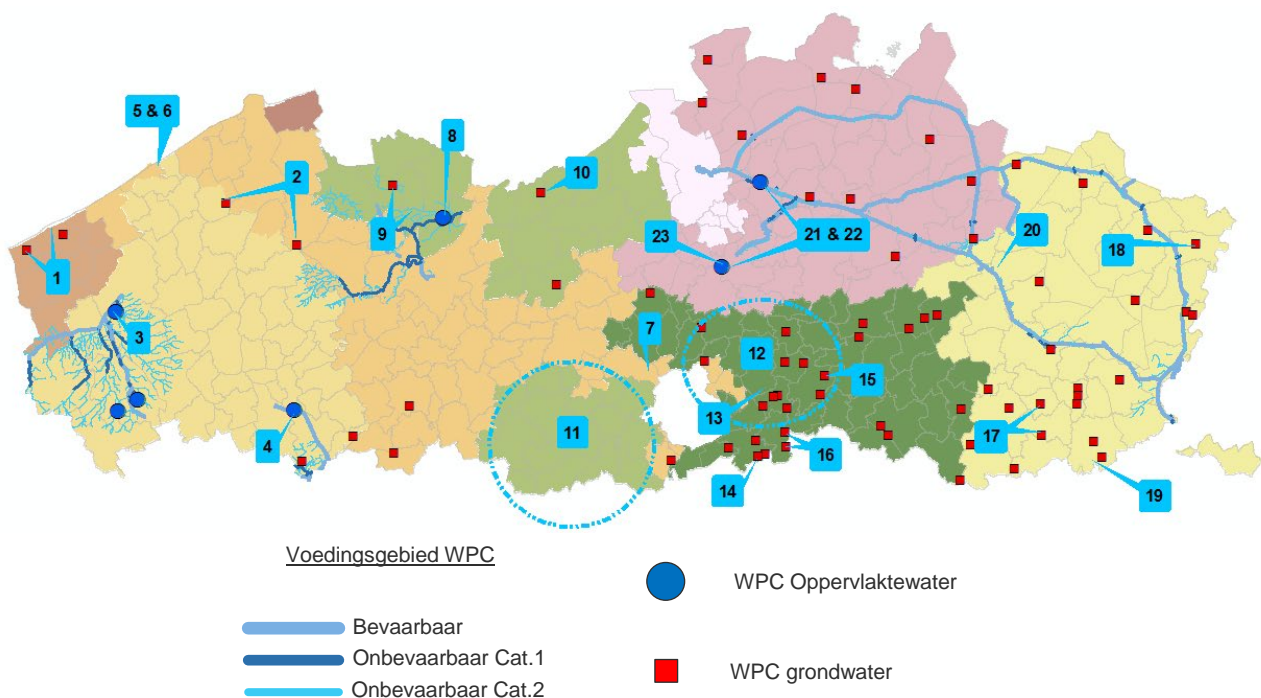 5 & 6
8
2
10
9
1
3
4
7
11
12
13
14
15
16
23
21 & 22
20
18
17
19
Voedingsgebied WPC
Bevaarbaar
Onbevaarbaar Cat.1
Onbevaarbaar Cat.2
WPC Oppervlaktewater
WPC grondwater